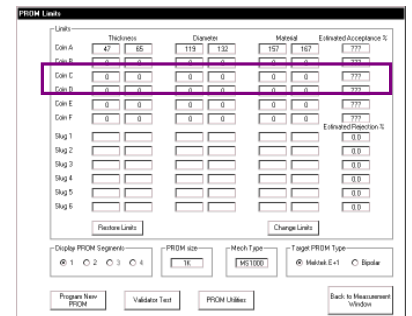 PROM Limits
Limits
Thickness Diameter Material Estimated Acceptance %
Coin A 47 65 119 132 157 167 ???
Coin B 0 0 0 0 0 0 ???
Coin C 0 0 0 0 0 0 ???
Coin D 0 0 0 0 0 0 ???
Coin E 0 0 0 0 0 0 ???
Coin F 0 0 0 0 0 0 ???
Estimated Rejection %
Slug 1 0.0
Slug 2 0.0
Slug 3 0.0
Slug 4 0.0
Slug 5 0.0
Slug 6 0.0
Restore Limits Change Limits
Display PROM Segments PROM size Mech Type Target PROM Type
1 2 3 4 1K MS1000 Mektek E+1 Bipolar
Program New PROM Validator Test PROM Utilities Back to Measurement Window